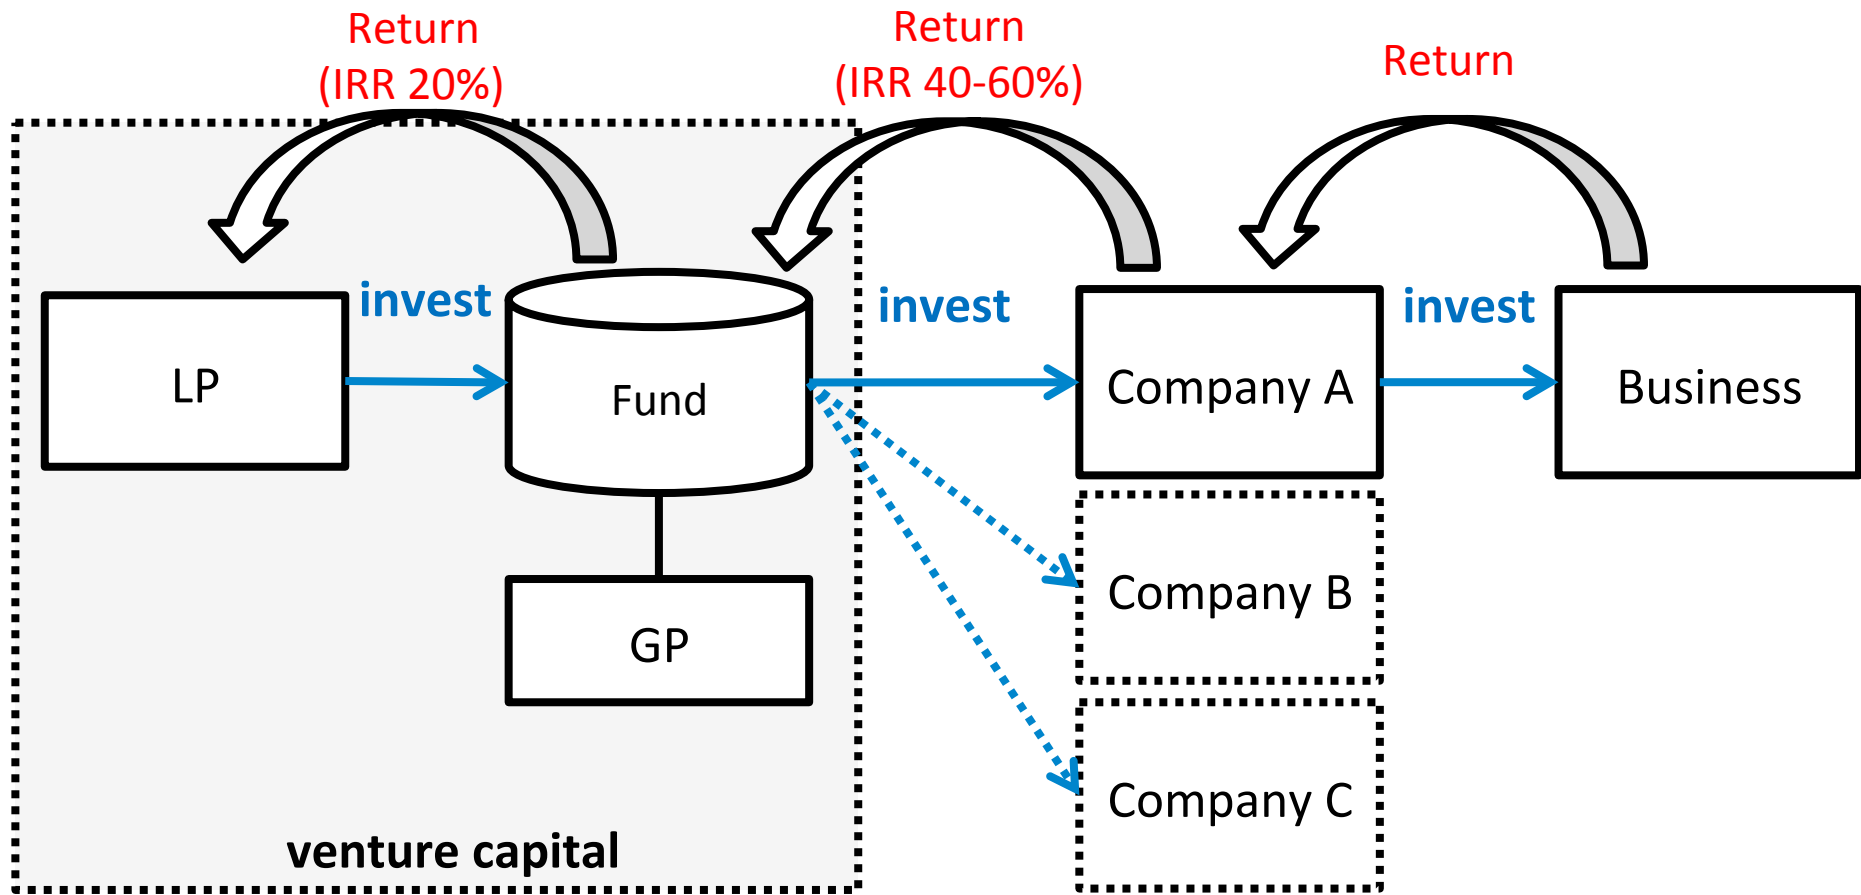 Return
(IRR 20%)
Return
(IRR 40-60%)
Return
invest
invest
invest
LP
Fund
Company A
Business
GP
Company B
Company C
venture capital